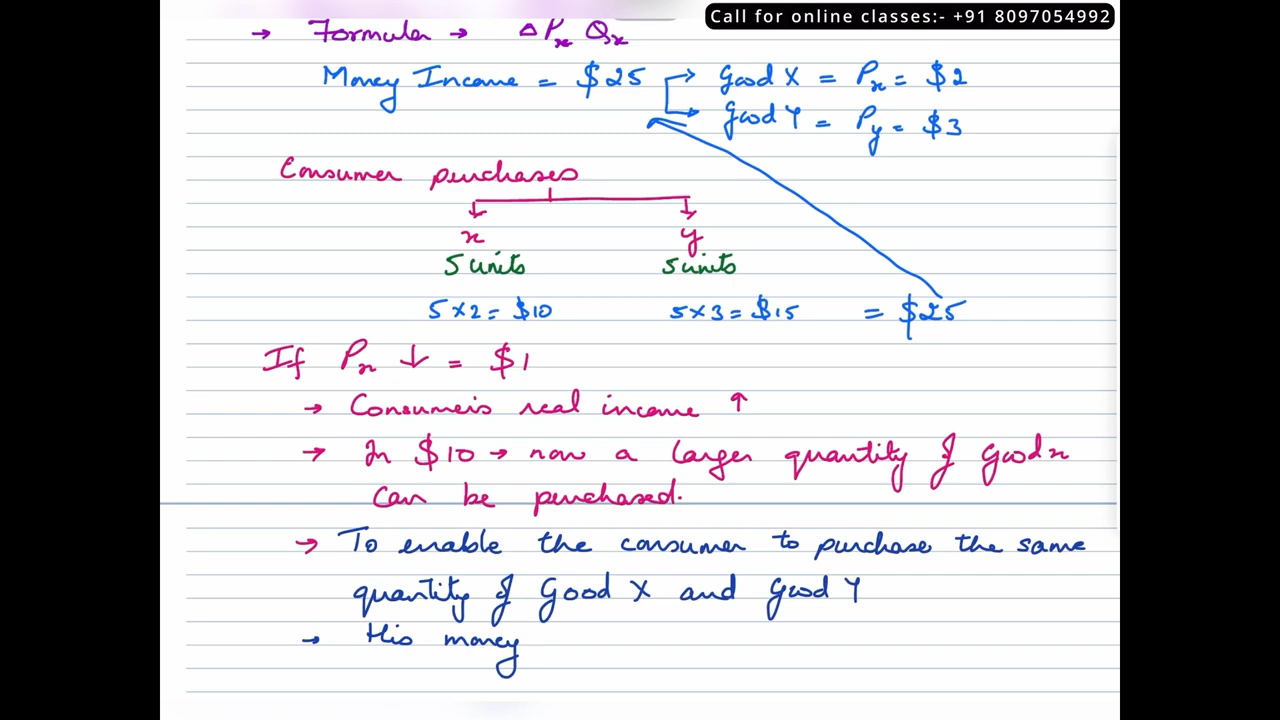 Call for online classes:- +91 8097054992
→ Formula → ΔPx Qx
Money Income = $25 → Good X = Px = $2
→ Good Y = Py = $3
Consumer purchases
x y
5 units 5 units
5×2 = $10 5×3 = $15 = $25
If Px ↓ = $1
→ Consumer's real income ↑
→ In $10 → now a larger quantity of Good x
can be purchased.
→ To enable the consumer to purchase the same
quantity of Good X and Good Y
→ His money